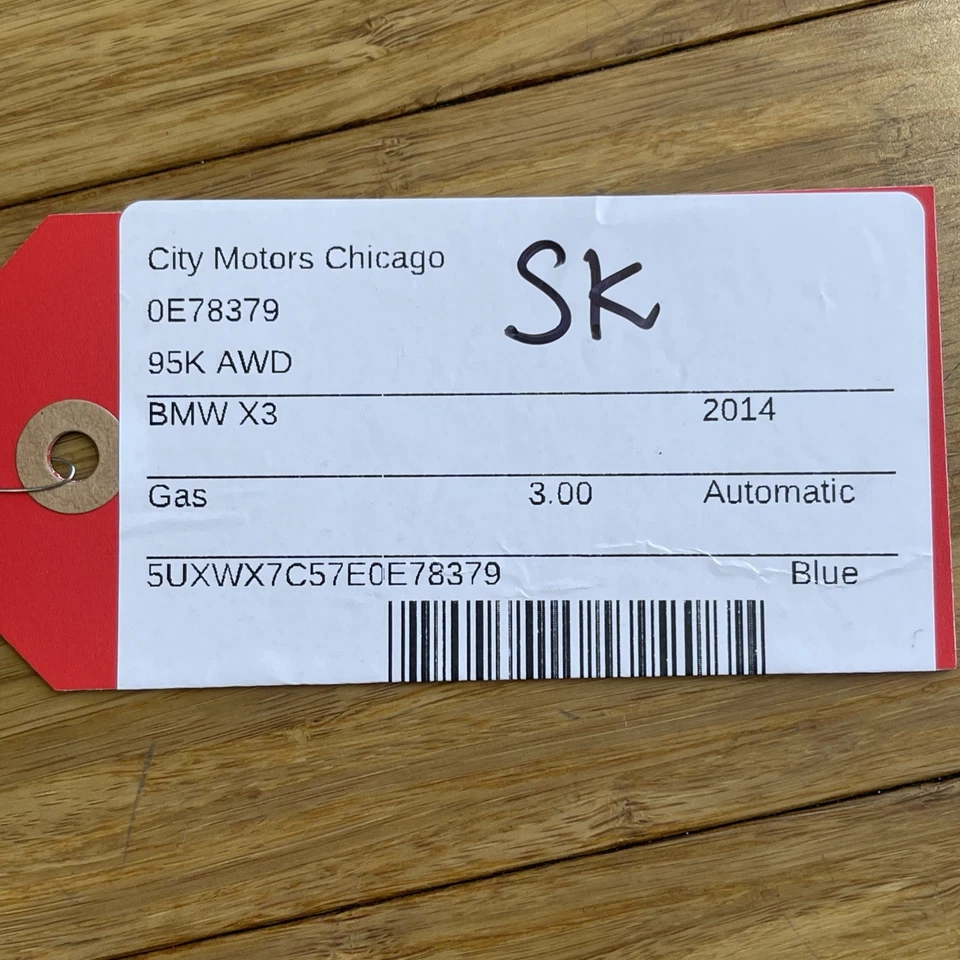 City Motors Chicago
SK
0E78379
95K AWD
BMW X3 2014
Gas 3.00 Automatic
5UXWX7C57E0E78379 Blue